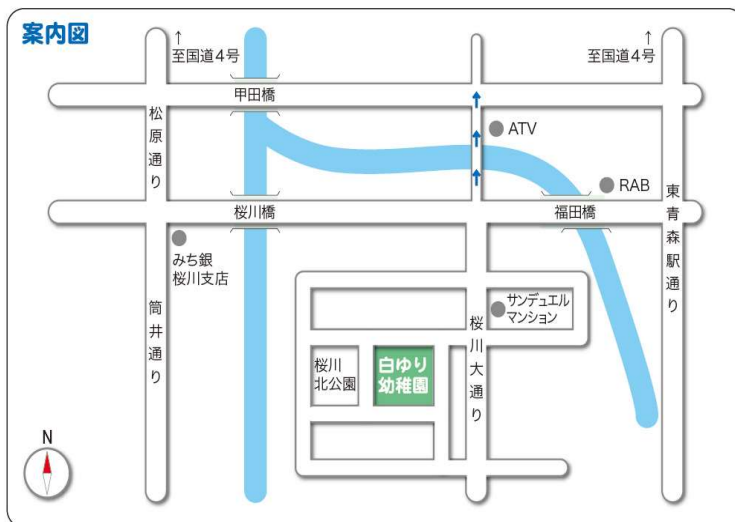 案内図
↑
至国道4号
↑
至国道4号
甲田橋
松原通り
ATV
RAB
桜川橋
福田橋
東青森駅通り
みち銀
桜川支店
筒井通り
サンデュエル
マンション
桜川大通り
桜川
北公園
白ゆり
幼稚園
N